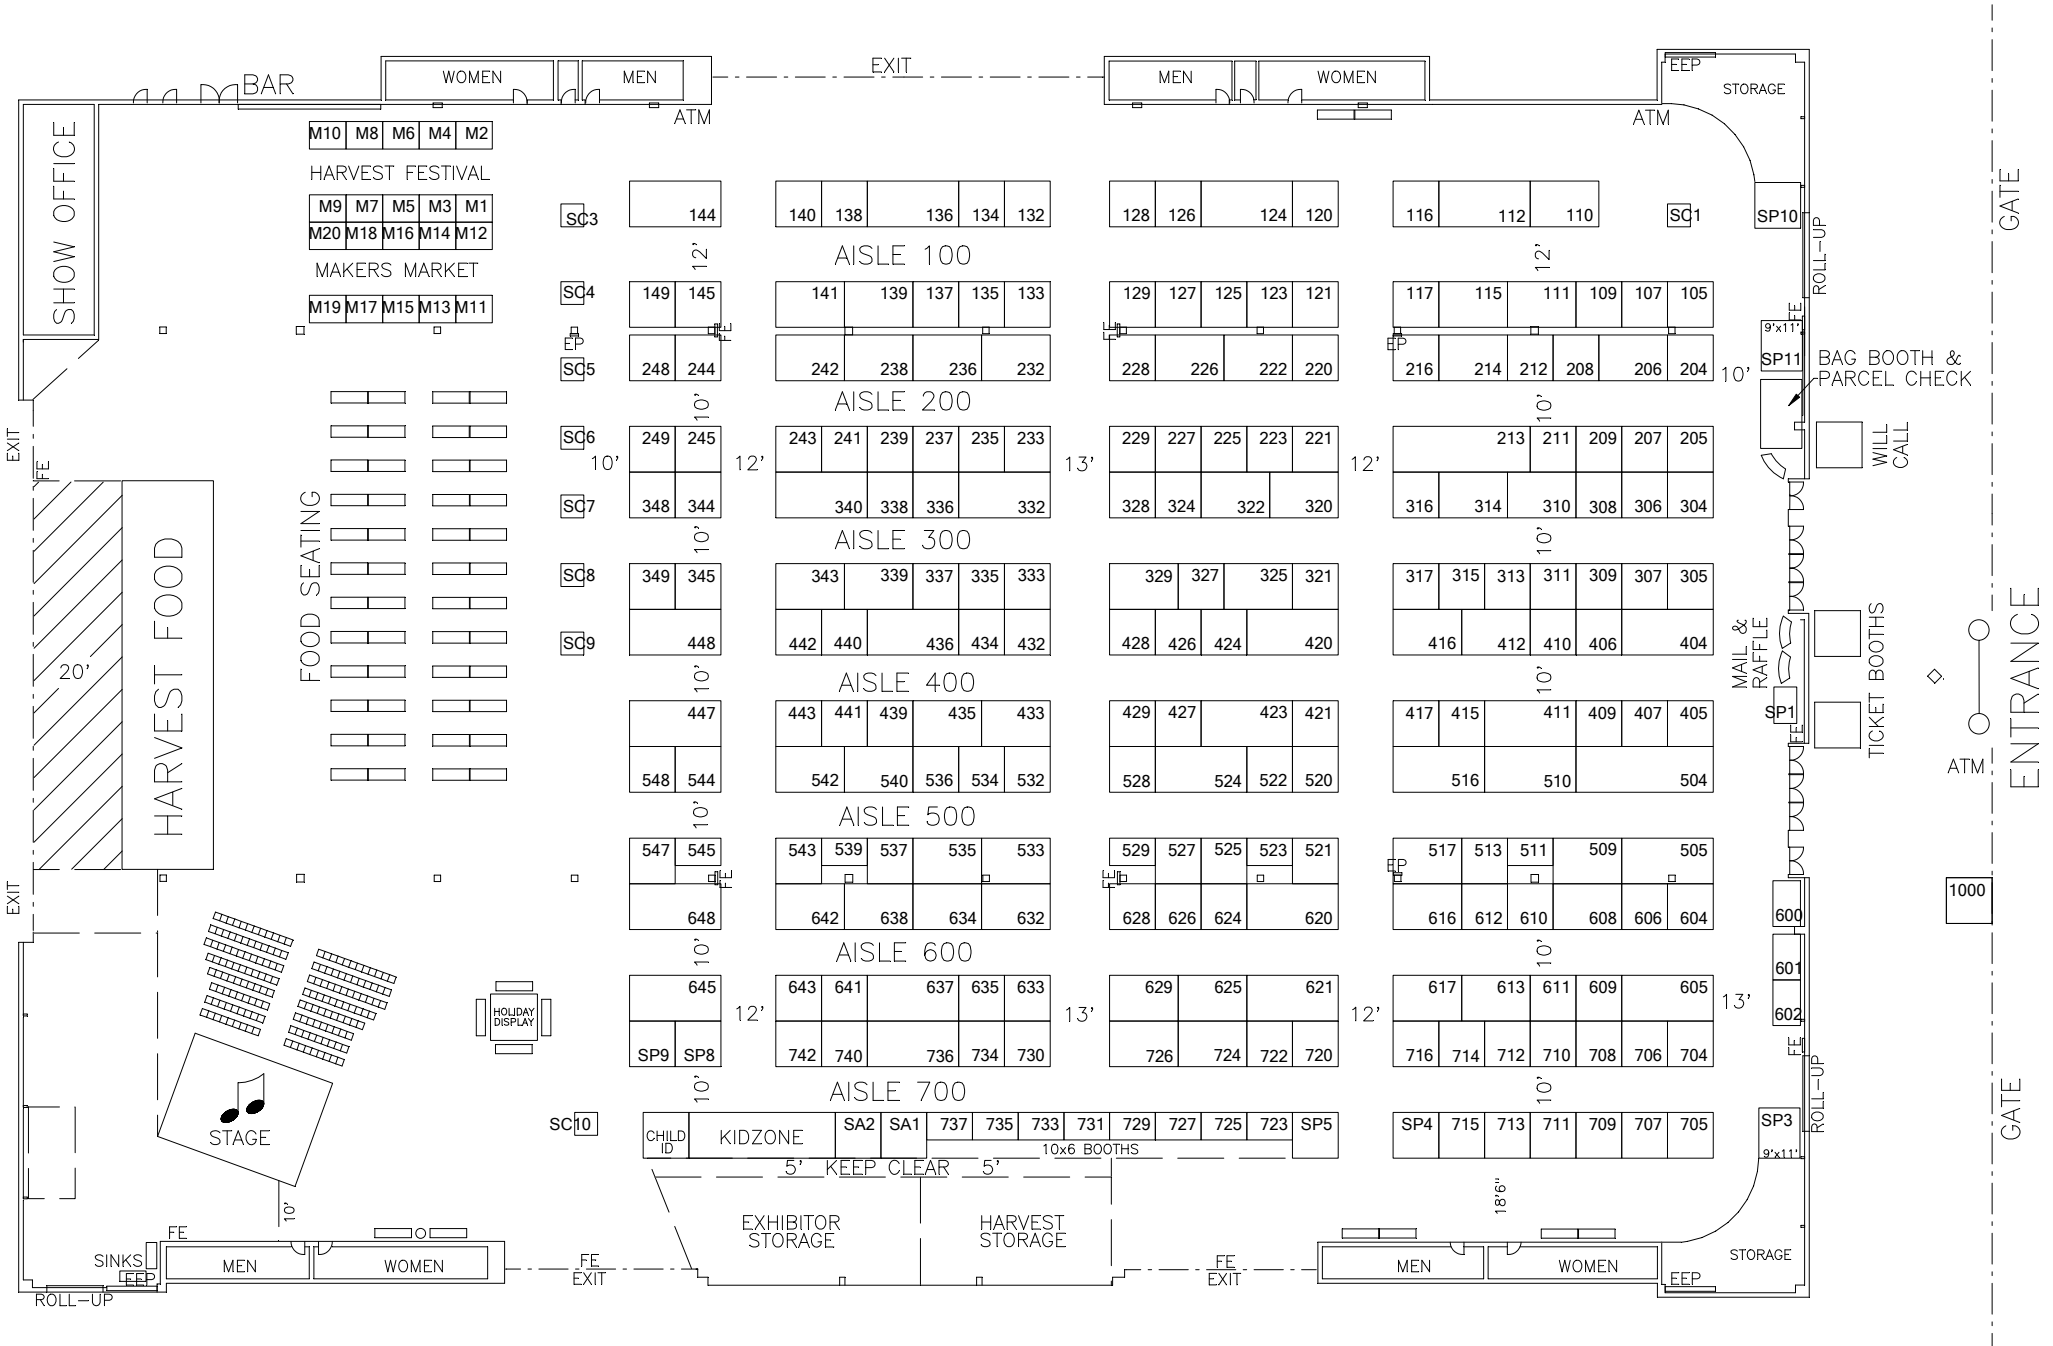 EXIT
BAR
WOMEN
MEN
MEN
WOMEN
EEP
STORAGE
ATM
ATM
M10 M8 M6 M4 M2
HARVEST FESTIVAL
M9 M7 M5 M3 M1
M20 M18 M16 M14 M12
MAKERS MARKET
M19 M17 M15 M13 M11
SHOW OFFICE
SC3
144 140 138 136 134 132 128 126 124 120 116 112 110
SC1
SP10
GATE
ROLL-UP
12'
AISLE 100
12'
SC4
149 145 141 139 137 135 133 129 127 125 123 121 117 115 111 109 107 105
EP
FE
FE
EP
FE
9'x11'
SP11
SC5
248 244 242 238 236 232 228 226 222 220 216 214 212 208 206 204
10'
BAG BOOTH &
PARCEL CHECK
10'
AISLE 200
10'
EXIT
FE
SC6
249 245 243 241 239 237 235 233 229 227 225 223 221 213 211 209 207 205
10'
12'
13'
12'
WILL
CALL
SC7
348 344 340 338 336 332 328 324 322 320 316 314 310 308 306 304
10'
AISLE 300
10'
FOOD SEATING
HARVEST FOOD
20'
SC8
349 345 343 339 337 335 333 329 327 325 321 317 315 313 311 309 307 305
SC9
448 442 440 436 434 432 428 426 424 420 416 412 410 406 404
MAIL &
RAFFLE
TICKET BOOTHS
ENTRANCE
10'
AISLE 400
10'
447 443 441 439 435 433 429 427 423 421 417 415 411 409 407 405
SP1
FE
ATM
548 544 542 540 536 534 532 528 524 522 520 516 510 504
10'
AISLE 500
547 545 543 539 537 535 533 529 527 525 523 521 517 513 511 509 505
FE
FE
EP
EXIT
1000
648 642 638 634 632 628 626 624 620 616 612 610 608 606 604
600
10'
AISLE 600
10'
601
645 643 641 637 635 633 629 625 621 617 613 611 609 605
12'
13'
12'
13'
602
HOLIDAY
DISPLAY
SP9 SP8 742 740 736 734 730 726 724 722 720 716 714 712 710 708 706 704
FE
ROLL-UP
GATE
10'
AISLE 700
10'
STAGE
SC10
CHILD
ID
KIDZONE
SA2 SA1 737 735 733 731 729 727 725 723 SP5 SP4 715 713 711 709 707 705
SP3
10x6 BOOTHS
9'x11'
5' KEEP CLEAR 5'
10'
18'6"
EXHIBITOR
STORAGE
HARVEST
STORAGE
FE
SINKS
EEP
MEN
WOMEN
FE
EXIT
FE
EXIT
MEN
WOMEN
STORAGE
EEP
ROLL-UP